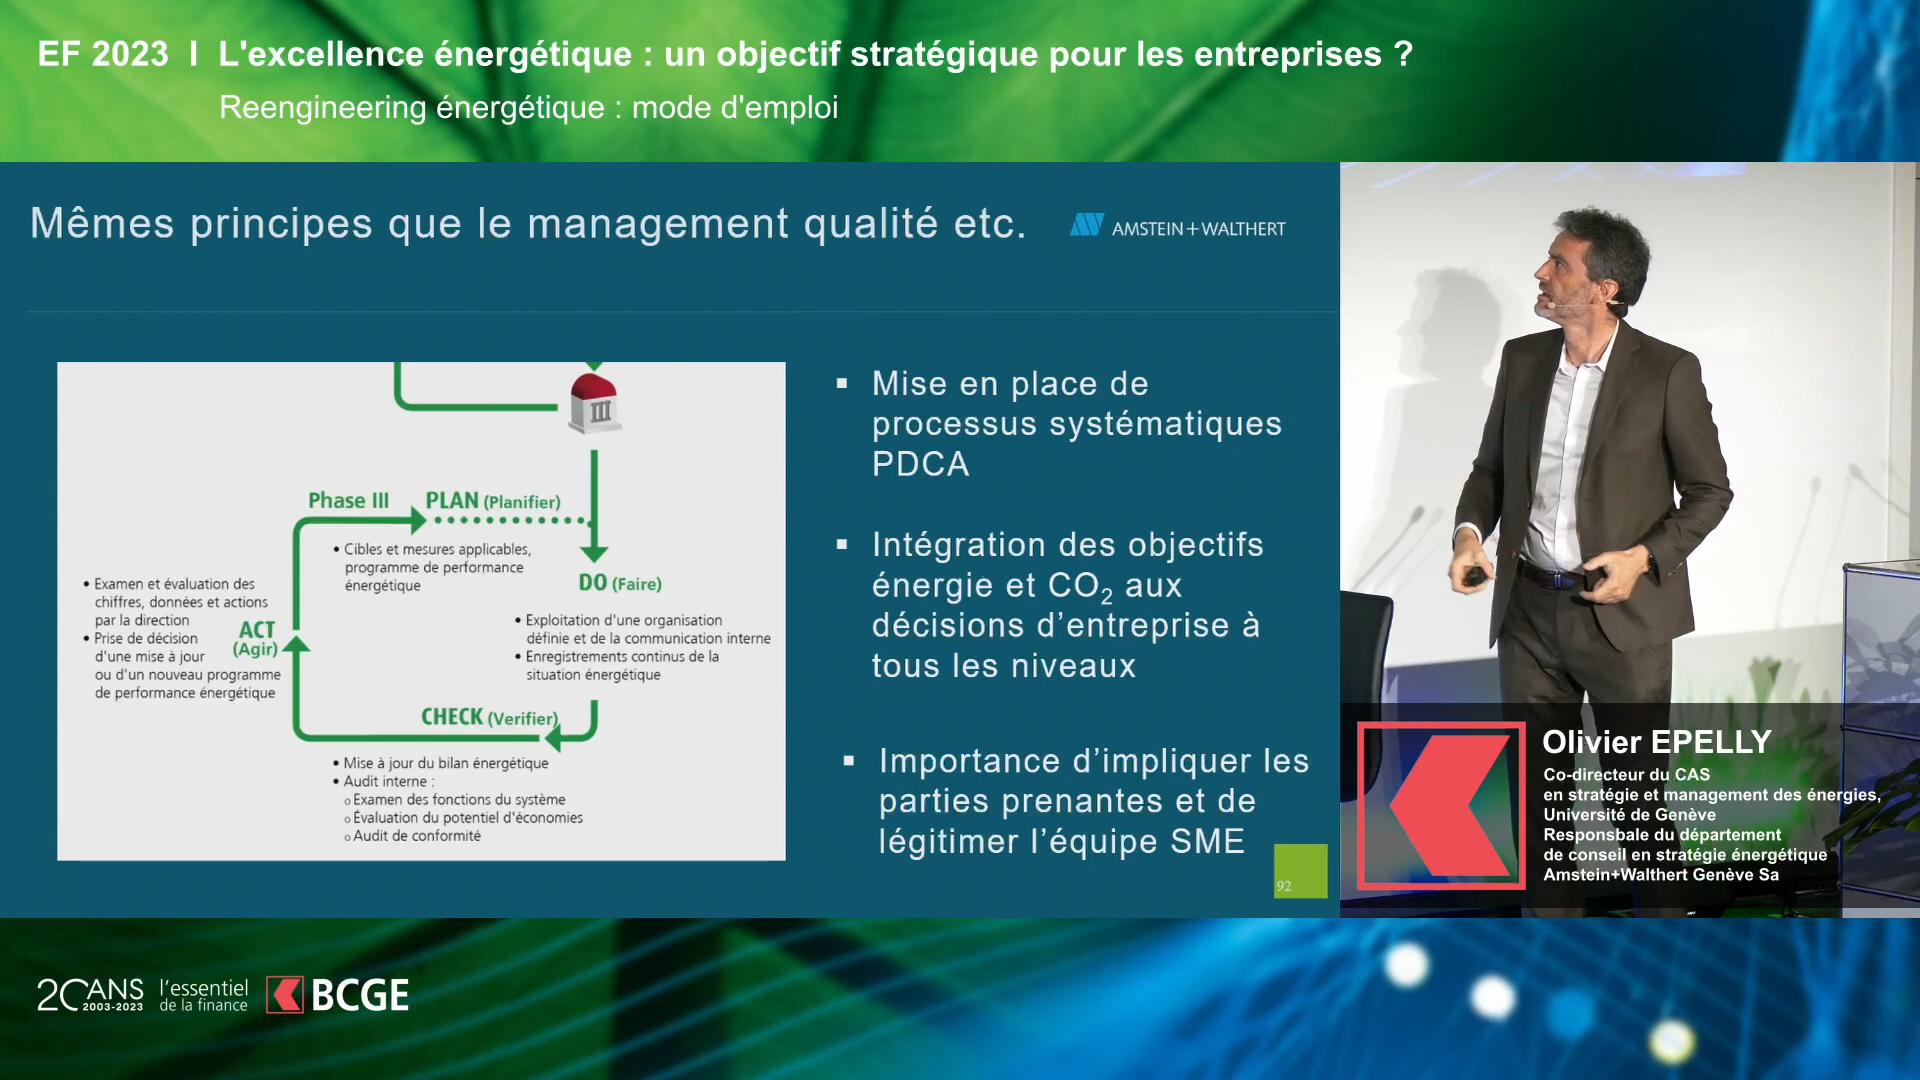 EF 2023 l L'excellence énergétique : un objectif stratégique pour les entreprises ?
Reengineering énergétique : mode d'emploi
Mêmes principes que le management qualité etc.
AMSTEIN+WALTHERT
III
Phase III
PLAN (Planifier)
• Cibles et mesures applicables,
programme de performance
énergétique
DO (Faire)
• Exploitation d'une organisation
définie et de la communication interne
• Enregistrements continus de la
situation énergétique
• Examen et évaluation des
chiffres, données et actions
par la direction
• Prise de décision
d'une mise à jour
ou d'un nouveau programme
de performance énergétique
ACT
(Agir)
CHECK (Verifier)
• Mise à jour du bilan énergétique
• Audit interne :
o Examen des fonctions du système
o Évaluation du potentiel d'économies
o Audit de conformité
▪ Mise en place de
processus systématiques
PDCA
▪ Intégration des objectifs
énergie et CO₂ aux
décisions d’entreprise à
tous les niveaux
▪ Importance d’impliquer les
parties prenantes et de
légitimer l’équipe SME
92
Olivier EPELLY
Co-directeur du CAS
en stratégie et management des énergies,
Université de Genève
Responsbale du département
de conseil en stratégie énergétique
Amstein+Walthert Genève Sa
20 ANS
2003-2023
l'essentiel
de la finance
BCGE